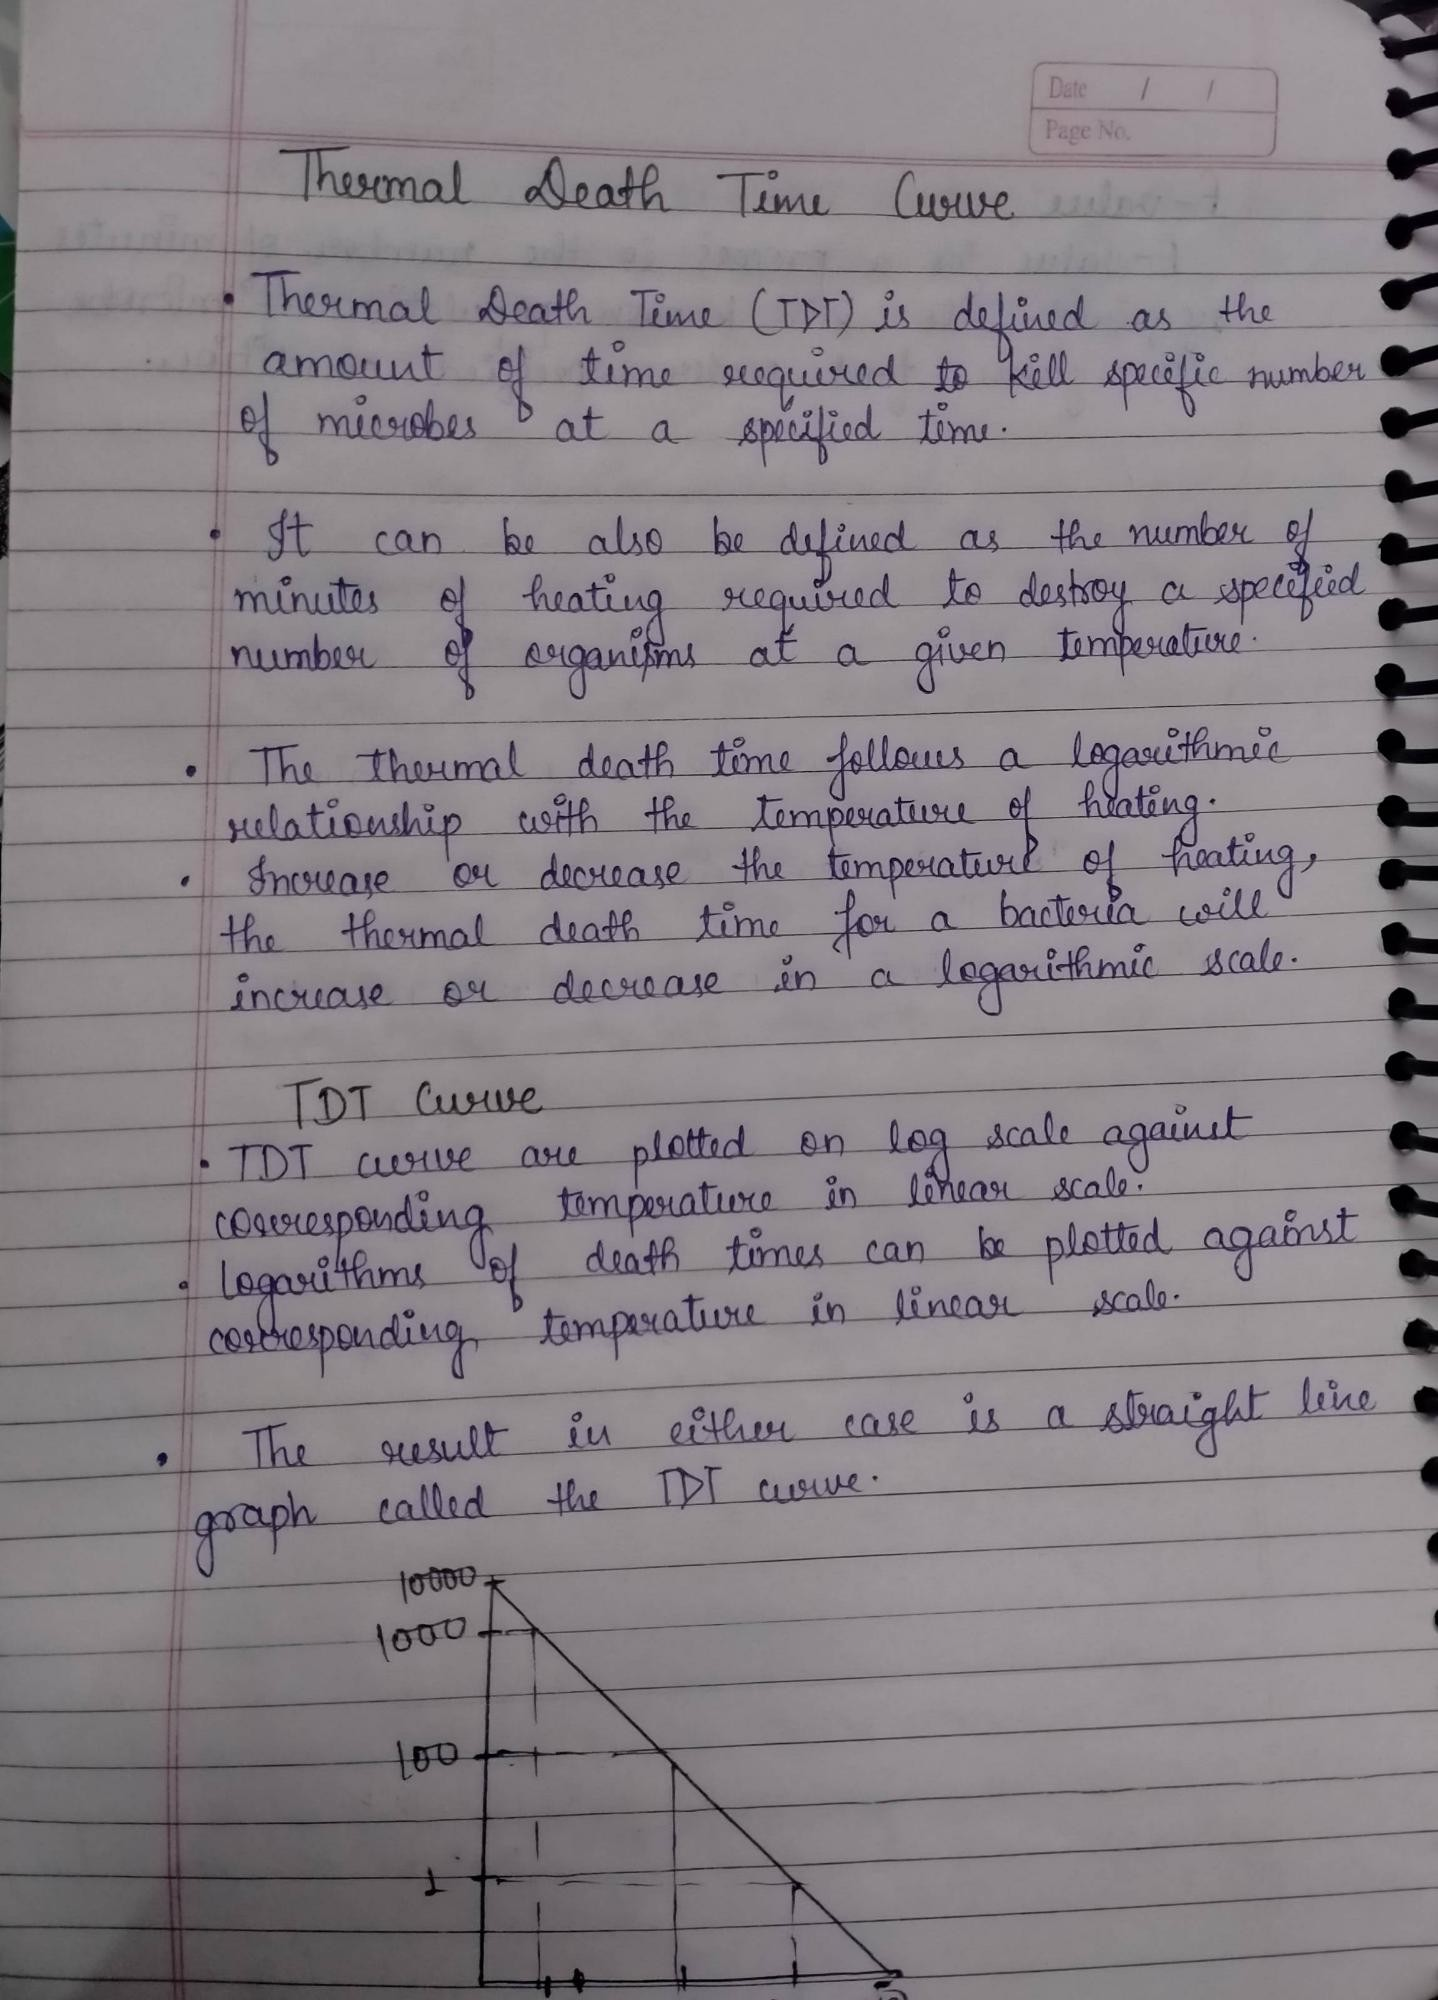 Date / /
Page No.
Thermal Death Time Curve
• Thermal Death Time (TDT) is defined as the
amount of time required to kill specific number
of microbes at a specified time.
• It can be also be defined as the number of
minutes of heating required to destroy a specified
number of organisms at a given temperature.
• The thermal death time follows a logarithmic
relationship with the temperature of heating.
• Increase or decrease the temperature of heating,
the thermal death time for a bacteria will
increase or decrease in a logarithmic scale.
TDT Curve
• TDT curve are plotted on log scale against
corresponding temperature in linear scale.
• Logarithms of death times can be plotted against
corresponding temperature in linear scale.
• The result in either case is a straight line
graph called the TDT curve.
10000
1000
100
1